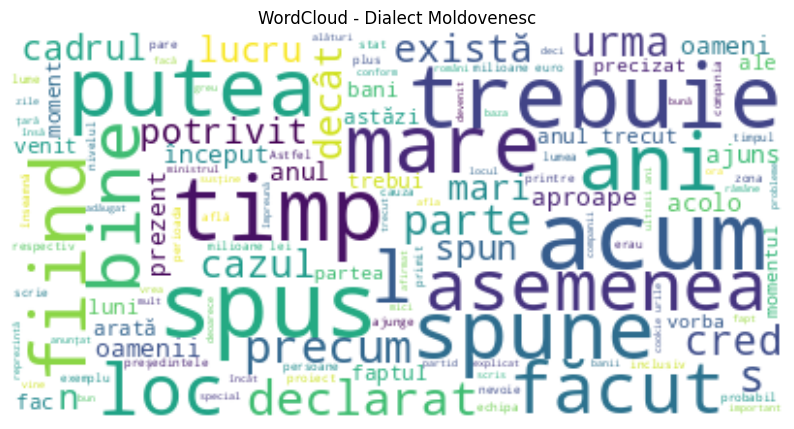 WordCloud - Dialect Moldovenesc
cadrul
pare
lucru
alături
stat
există
urma
oameni
lume
moment
facă
greu
plus
conform
români
milioane euro
precizat
ale
zile
putea
decât
bani
devenit
trebuie
compania
bună
al
țară
însă
potrivit
astăzi
deci
baza
anul trecut
timpul
venit
nivelul
bine
început
Astfel
anul
mare
locul
lumea
ani
ajuns
fiind
înseamnă
ministrul
susține
trebui
mari
printre
zona
rămâne
probleme
adăugat
prezent
perioada
află
împreună
timp
trecut
cauza
afla
aproape
ultimii ani
ora
acolo
respectiv
milioane lei
parte
companii
erau
acum
momentul
cazul
partea
l
spun
primit
afirmat
asemenea
scrie
vrea
mult
spus
mici
luni
deoarece
ajunge
spune
cookie urile
vorba
fapt
reprezintă
anunțat
arată
oamenii
președintele
precum
cred
vine
exemplu
încât
persoane
faptul
partid
explicat
banii
inclusiv
s
fac
n
bun
loc
special
declarat
proiect
scris
nevoie
echipa
făcut
probabil
important